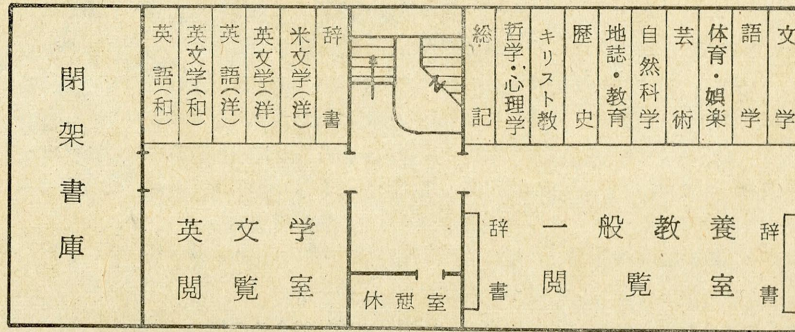 閉架書庫
英語(和)
英文学(和)
英語(洋)
英文学(洋)
米文学(洋)
辞書
総記
哲学・心理学
キリスト教
歴史
地誌・教育
自然科学
芸術
体育・娯楽
語学
文学
英文学
閲覧室
休憩室
辞書
一般教養
閲覧室
辞書